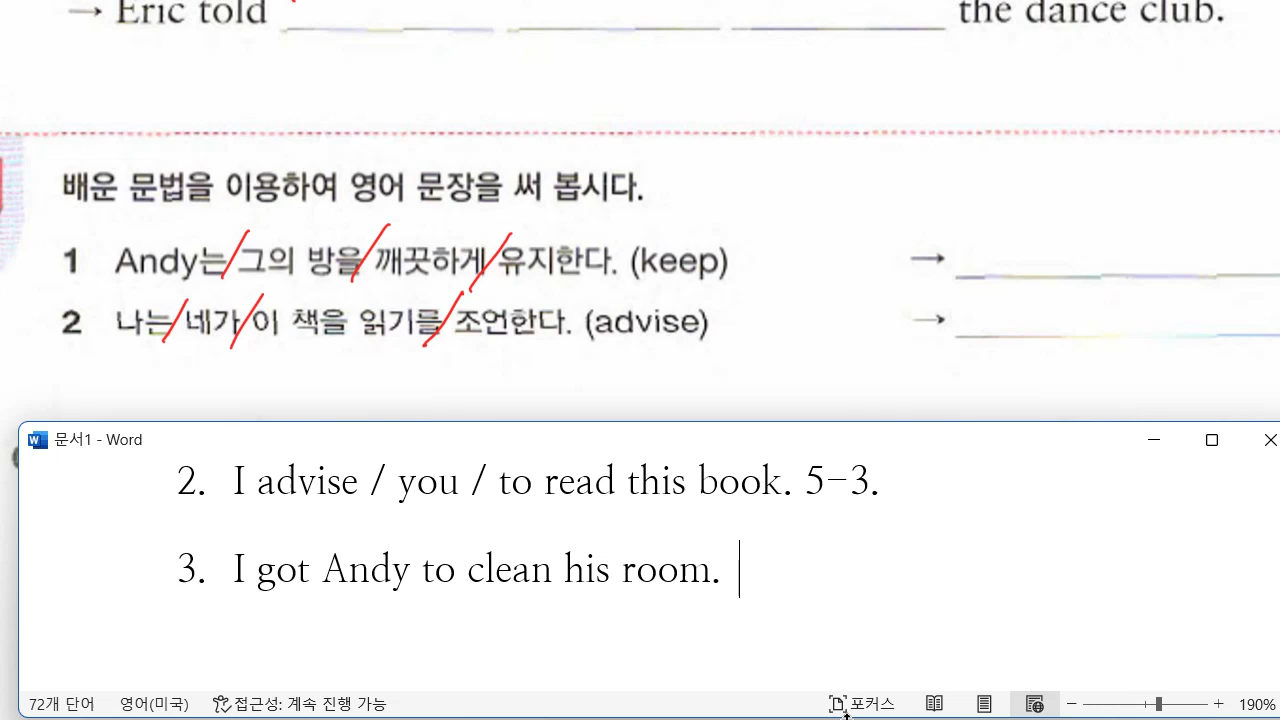 → Eric told the dance club.
배운 문법을 이용하여 영어 문장을 써 봅시다.
1 Andy는 그의 방을 깨끗하게 유지한다. (keep) →
2 나는 네가 이 책을 읽기를 조언한다. (advise) →
문서1 - Word
2. I advise / you / to read this book. 5-3.
3. I got Andy to clean his room.
72개 단어 영어(미국) 접근성: 계속 진행 가능 포커스 190%